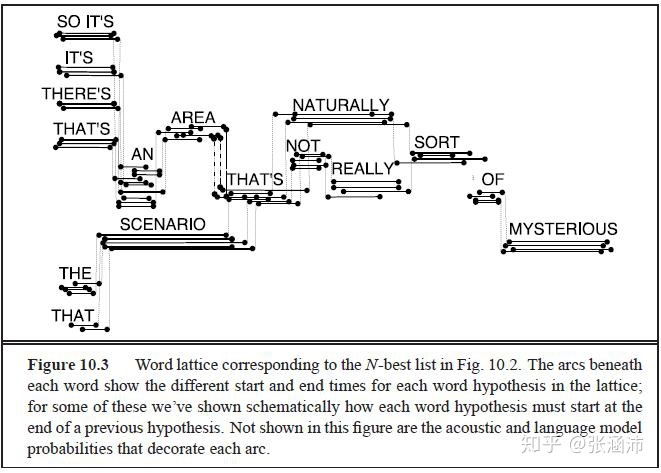 SO IT'S
IT'S
THERE'S
THAT'S
AN
AREA
NATURALLY
THAT'S
NOT
REALLY
SORT
OF
MYSTERIOUS
SCENARIO
THE
THAT
Figure 10.3 Word lattice corresponding to the N-best list in Fig. 10.2. The arcs beneath
each word show the different start and end times for each word hypothesis in the lattice;
for some of these we've shown schematically how each word hypothesis must start at the
end of a previous hypothesis. Not shown in this figure are the acoustic and language model
probabilities that decorate each arc.
知乎 @张涵沛